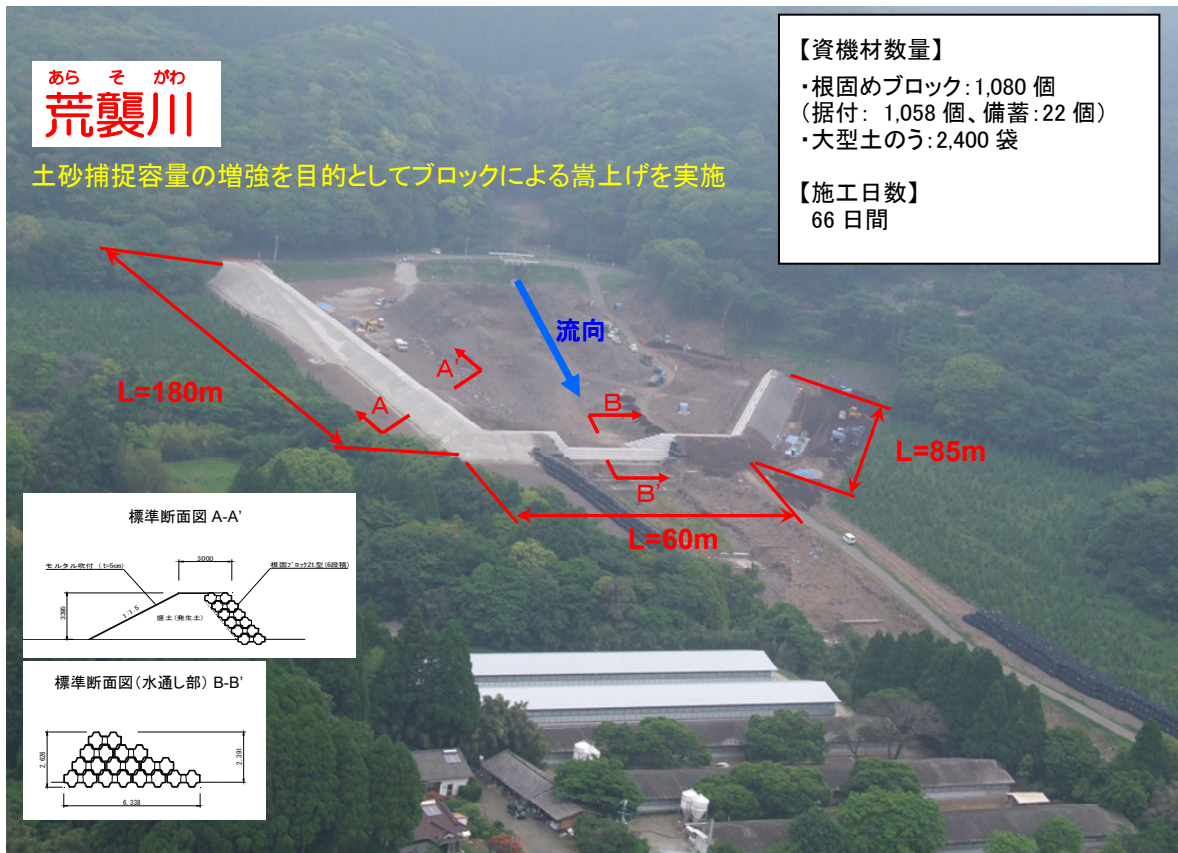 あら そ がわ
荒襲川
土砂捕捉容量の増強を目的としてブロックによる嵩上げを実施
【資機材数量】
・根固めブロック:1,080 個
(据付: 1,058 個、備蓄:22 個)
・大型土のう:2,400 袋
【施工日数】
66 日間
流向
L=180m
A'
A
B
B'
L=85m
L=60m
標準断面図 A-A'
3000
モルタル吹付 (t=5cm)
根固ブロック2t型(6段積)
3395
1:1.5
盛土(発生土)
標準断面図(水通し部) B-B'
2.626
2.391
6.338